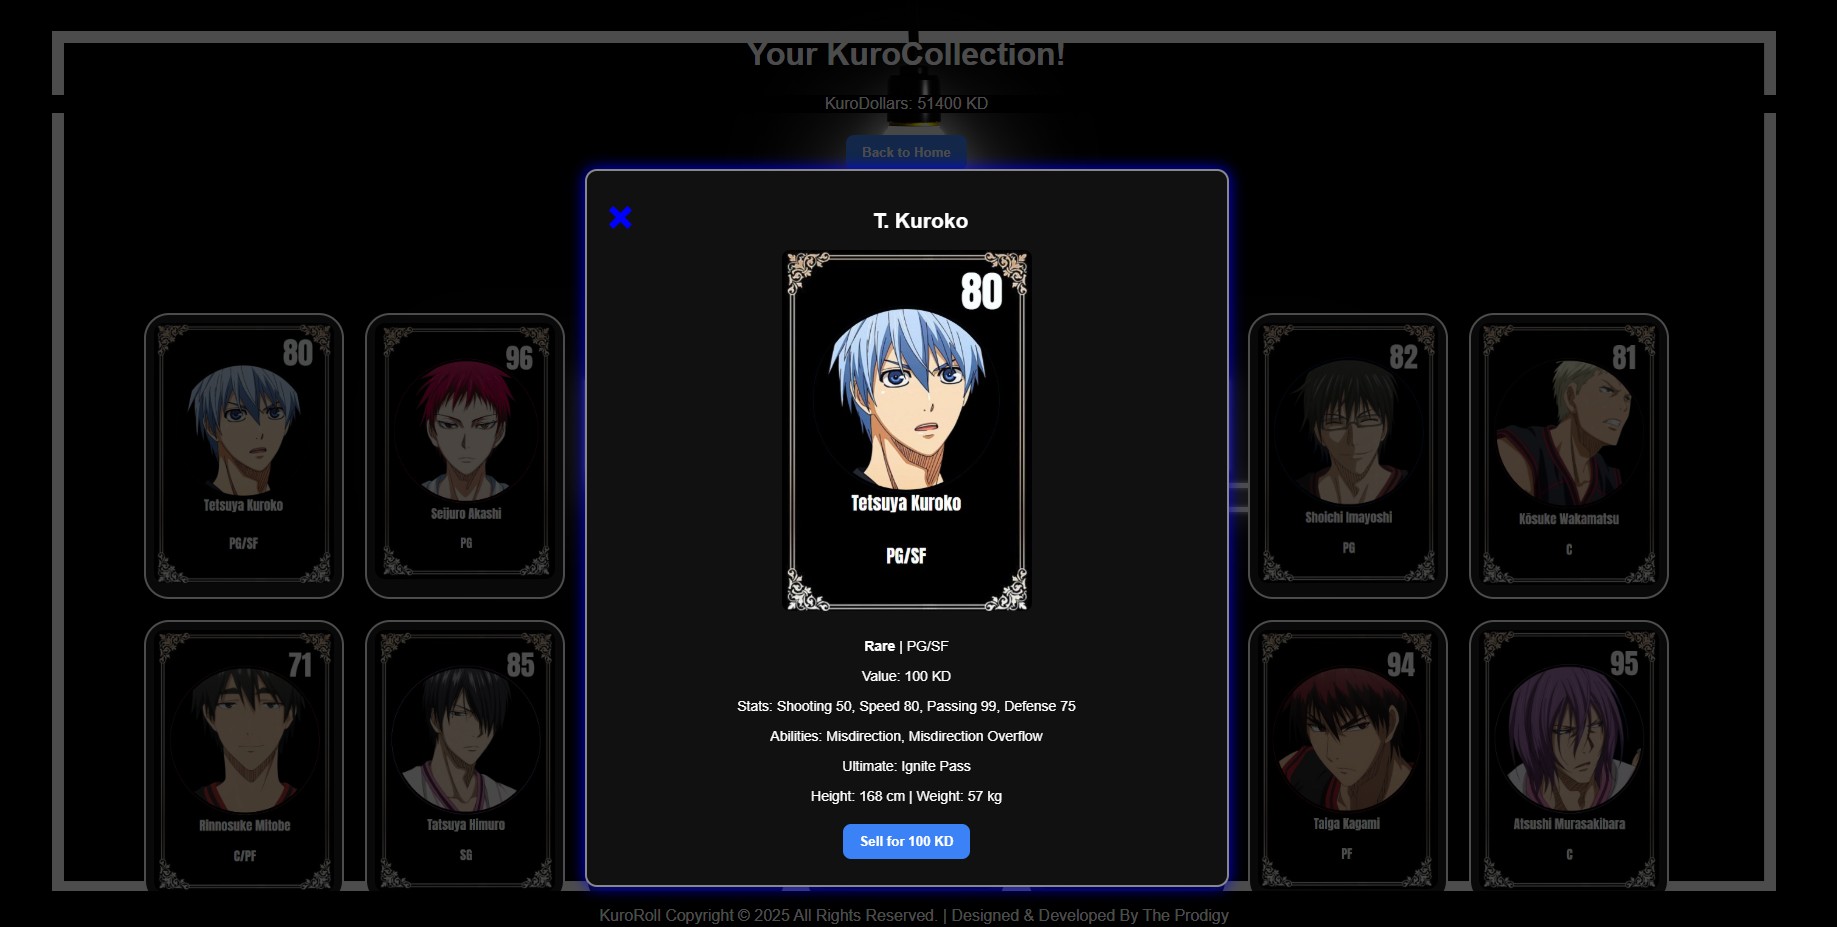 Your KuroCollection!
KuroDollars: 51400 KD
Back to Home
T. Kuroko
80
Tetsuya Kuroko
PG/SF
Rare | PG/SF
Value: 100 KD
Stats: Shooting 50, Speed 80, Passing 99, Defense 75
Abilities: Misdirection, Misdirection Overflow
Ultimate: Ignite Pass
Height: 168 cm | Weight: 57 kg
Sell for 100 KD
80
Tetsuya Kuroko
PG/SF
96
Seijuro Akashi
PG
82
Shoichi Imayoshi
PG
81
Kōsuke Wakamatsu
C
71
Rinnosuke Mitobe
C/PF
85
Tatsuya Himuro
SG
94
Taiga Kagami
PF
95
Atsushi Murasakibara
C
KuroRoll Copyright © 2025 All Rights Reserved. | Designed & Developed By The Prodigy